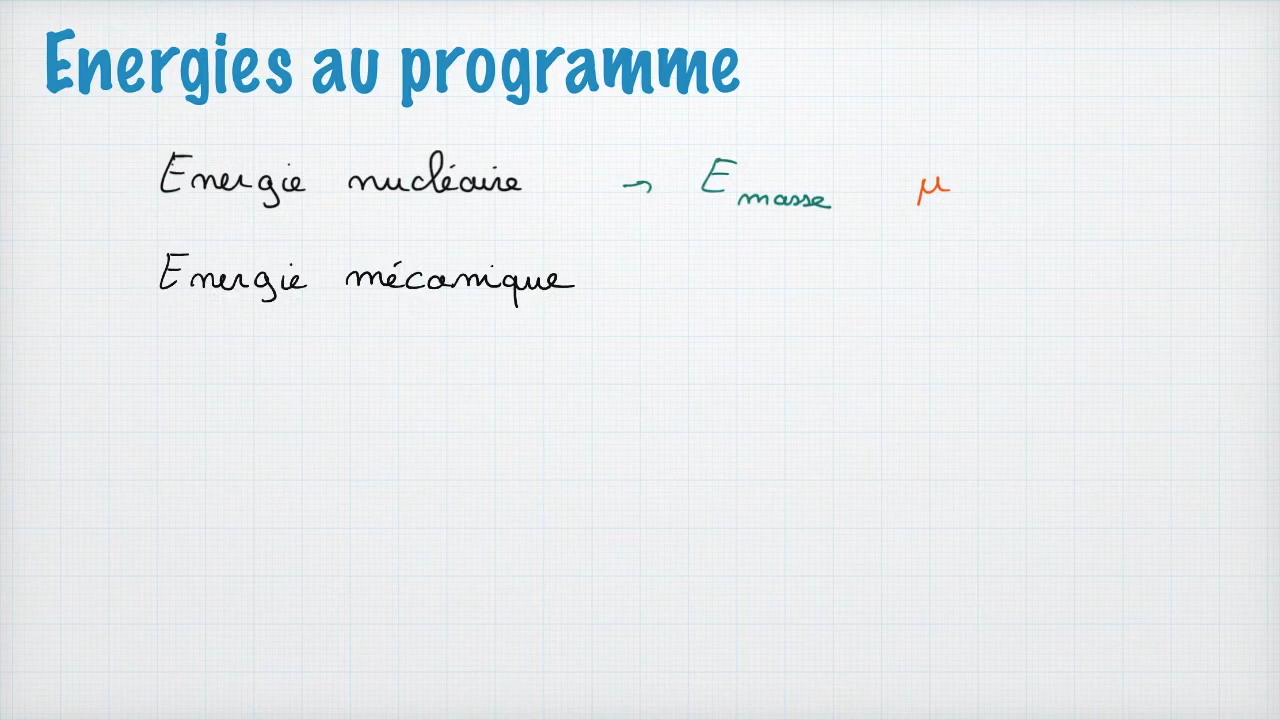 Energies au programme
Energie nucléaire → E masse μ
Energie mécanique